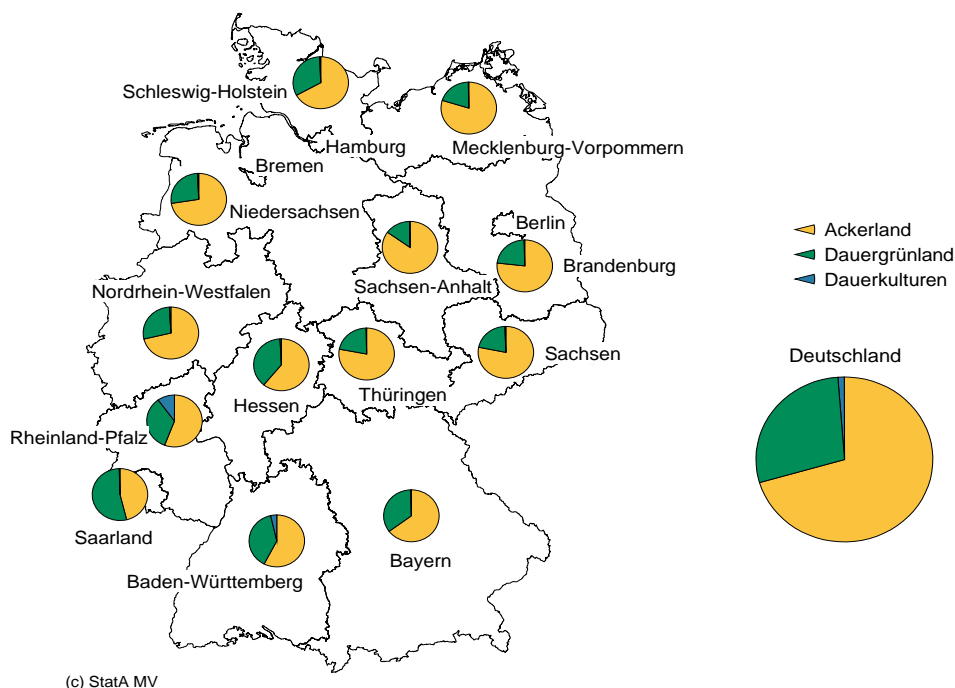 Schleswig-Holstein
Hamburg
Mecklenburg-Vorpommern
Bremen
Niedersachsen
Berlin
Brandenburg
Sachsen-Anhalt
Nordrhein-Westfalen
Sachsen
Thüringen
Hessen
Rheinland-Pfalz
Saarland
Baden-Württemberg
Bayern
Ackerland
Dauergrünland
Dauerkulturen
Deutschland
(c) StatA MV